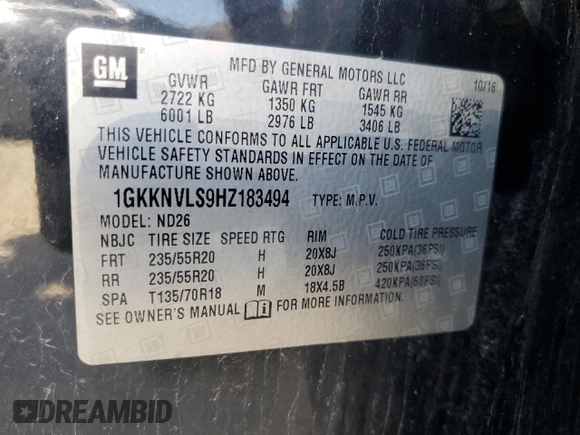 GM
MFD BY GENERAL MOTORS LLC
10/16
GVWR GAWR FRT GAWR RR
2722 KG 1350 KG 1545 KG
6001 LB 2976 LB 3406 LB
THIS VEHICLE CONFORMS TO ALL APPLICABLE U.S. FEDERAL MOTOR
VEHICLE SAFETY STANDARDS IN EFFECT ON THE DATE OF
MANUFACTURE SHOWN ABOVE.
1GKKNVLS9HZ183494 TYPE: M.P.V.
MODEL: ND26
NBJC TIRE SIZE SPEED RTG RIM COLD TIRE PRESSURE
FRT 235/55R20 H 20X8J 250KPA(36PSI)
RR 235/55R20 H 20X8J 250KPA(36PSI)
SPA T135/70R18 M 18X4.5B 420KPA(60PSI)
SEE OWNER'S MANUAL FOR MORE INFORMATION.
DREAMBID